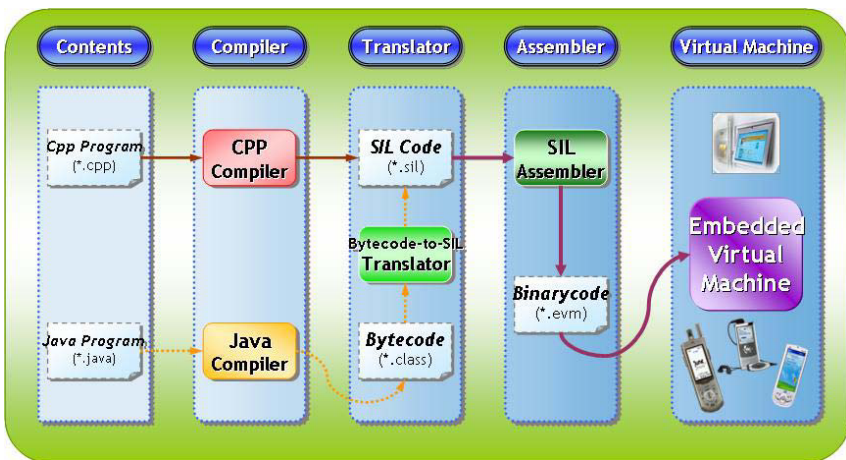 Contents
Compiler
Translator
Assembler
Virtual Machine
Cpp Program
(*.cpp)
CPP
Compiler
SIL Code
(*.sil)
SIL
Assembler
Bytecode-to-SIL
Translator
Embedded
Virtual
Machine
Binarycode
(*.evm)
Java Program
(*.java)
Java
Compiler
Bytecode
(*.class)